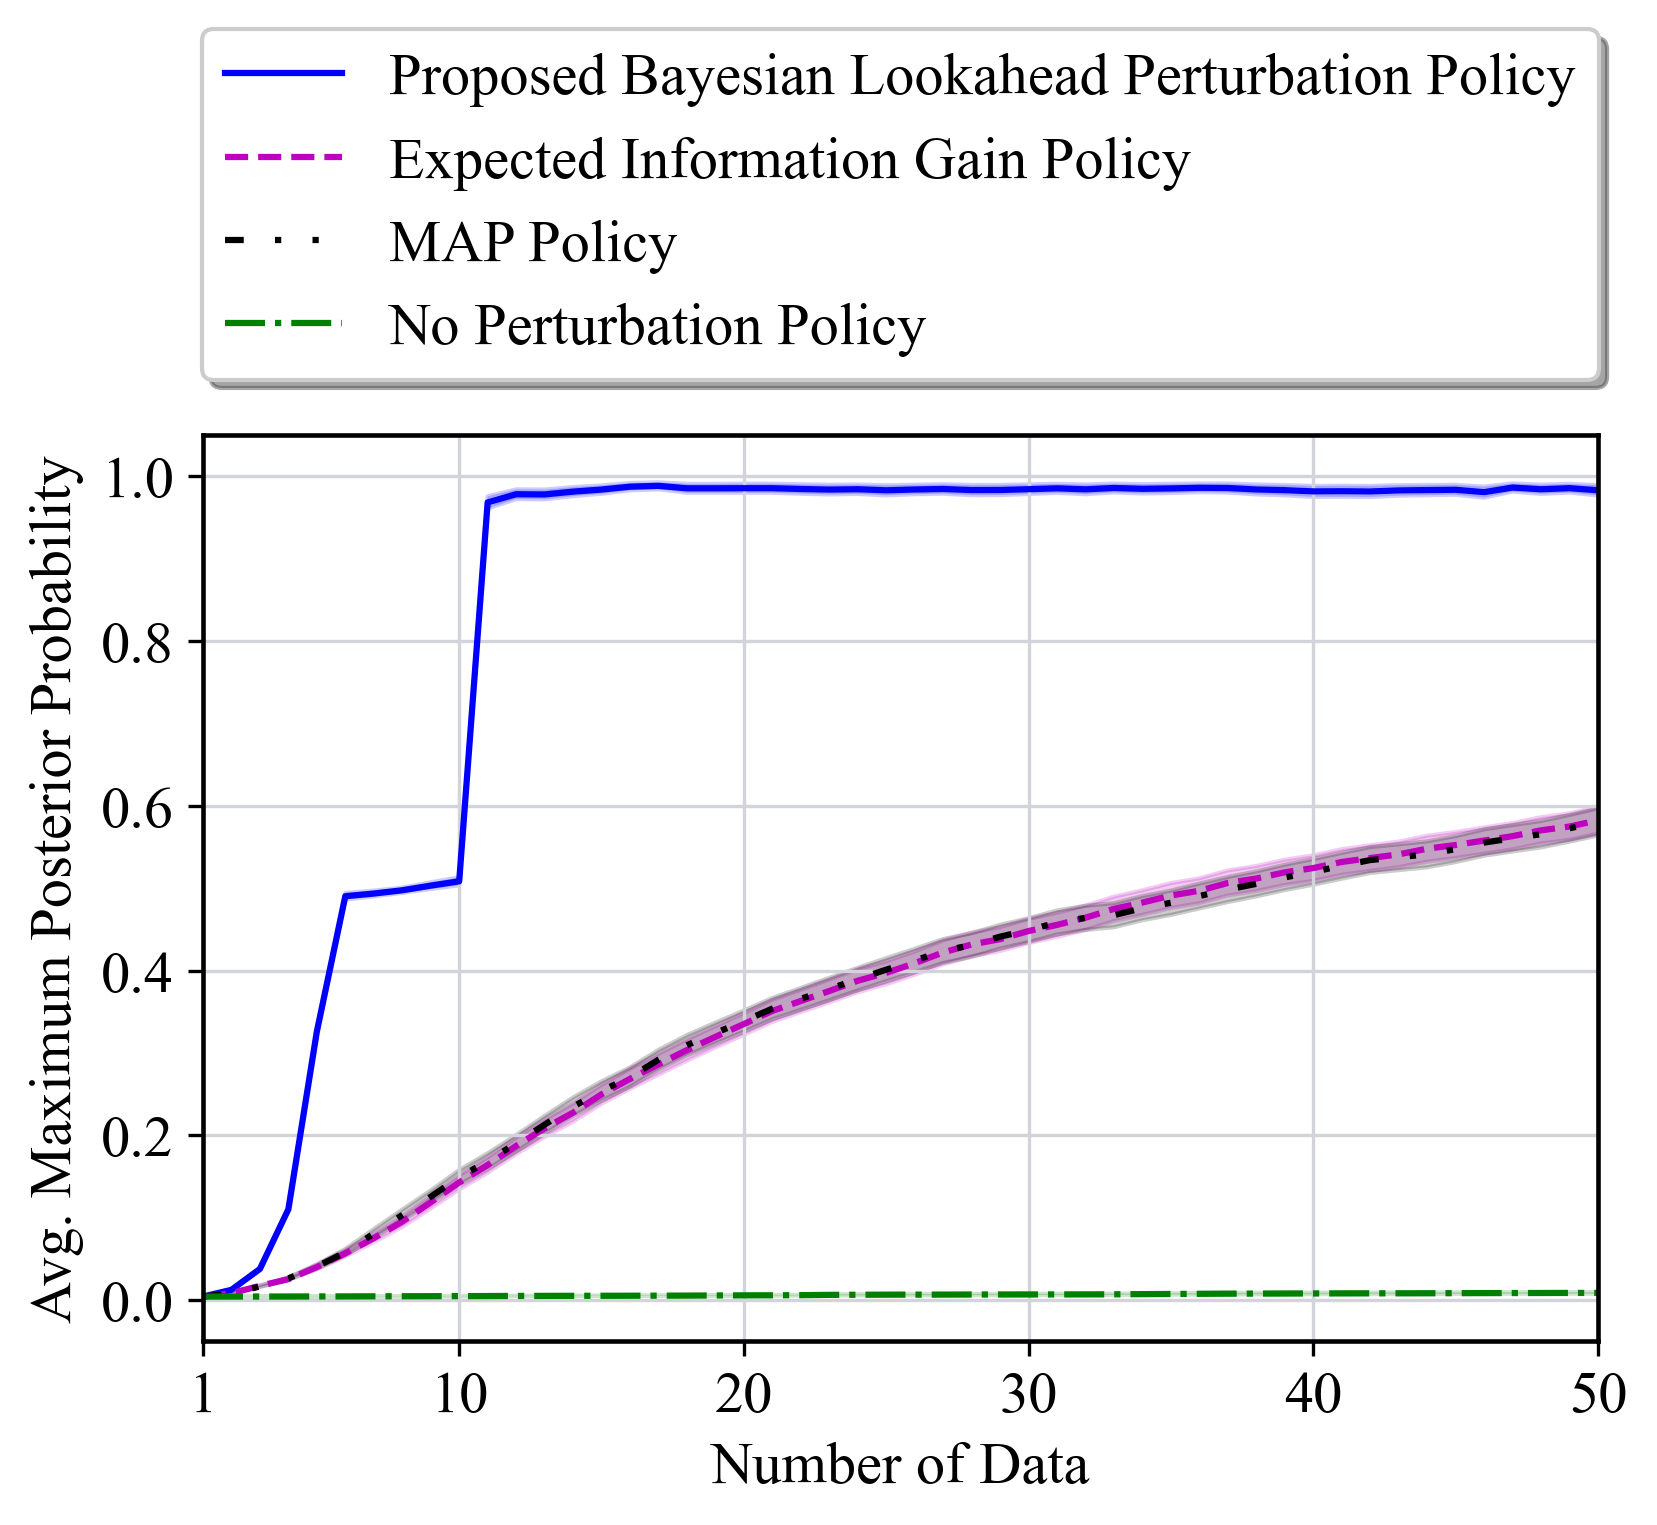 Proposed Bayesian Lookahead Perturbation Policy
Expected Information Gain Policy
MAP Policy
No Perturbation Policy
Avg. Maximum Posterior Probability
1.0
0.8
0.6
0.4
0.2
0.0
1 10 20 30 40 50
Number of Data